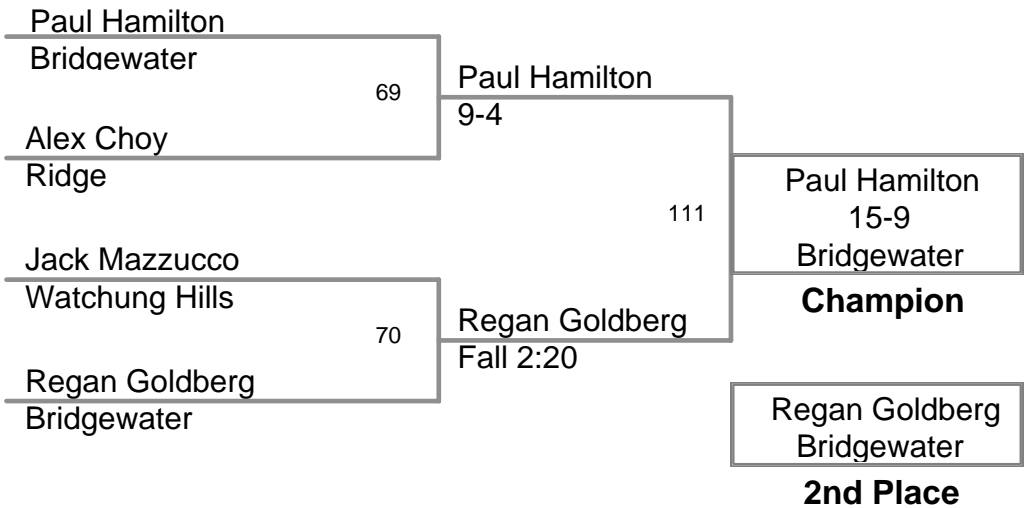 Paul Hamilton
Bridgewater
69
Alex Choy
Ridge
Paul Hamilton
9-4
Jack Mazzucco
Watchung Hills
70
Regan Goldberg
Bridgewater
Regan Goldberg
Fall 2:20
111
Paul Hamilton
15-9
Bridgewater
Champion
Regan Goldberg
Bridgewater
2nd Place